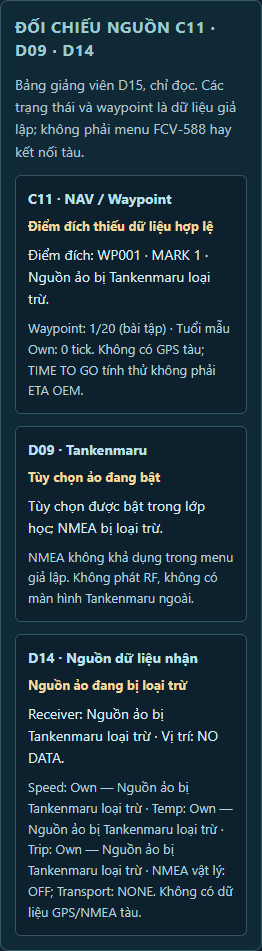 ĐỐI CHIẾU NGUỒN C11 ·
D09 · D14
Bảng giảng viên D15, chỉ đọc. Các
trạng thái và waypoint là dữ liệu giả
lập; không phải menu FCV-588 hay
kết nối tàu.
C11 · NAV / Waypoint
Điểm đích thiếu dữ liệu hợp lệ
Điểm đích: WP001 · MARK 1 ·
Nguồn ảo bị Tankenmaru loại
trừ.
Waypoint: 1/20 (bài tập) · Tuổi mẫu
Own: 0 tick. Không có GPS tàu;
TIME TO GO tính thử không phải
ETA OEM.
D09 · Tankenmaru
Tùy chọn ảo đang bật
Tùy chọn được bật trong lớp
học; NMEA bị loại trừ.
NMEA không khả dụng trong menu
giả lập. Không phát RF, không có
màn hình Tankenmaru ngoài.
D14 · Nguồn dữ liệu nhận
Nguồn ảo đang bị loại trừ
Receiver: Nguồn ảo bị
Tankenmaru loại trừ · Vị trí: NO
DATA.
Speed: Own — Nguồn ảo bị
Tankenmaru loại trừ · Temp: Own —
Nguồn ảo bị Tankenmaru loại trừ ·
Trip: Own — Nguồn ảo bị
Tankenmaru loại trừ · NMEA vật lý:
OFF; Transport: NONE. Không có dữ
liệu GPS/NMEA tàu.